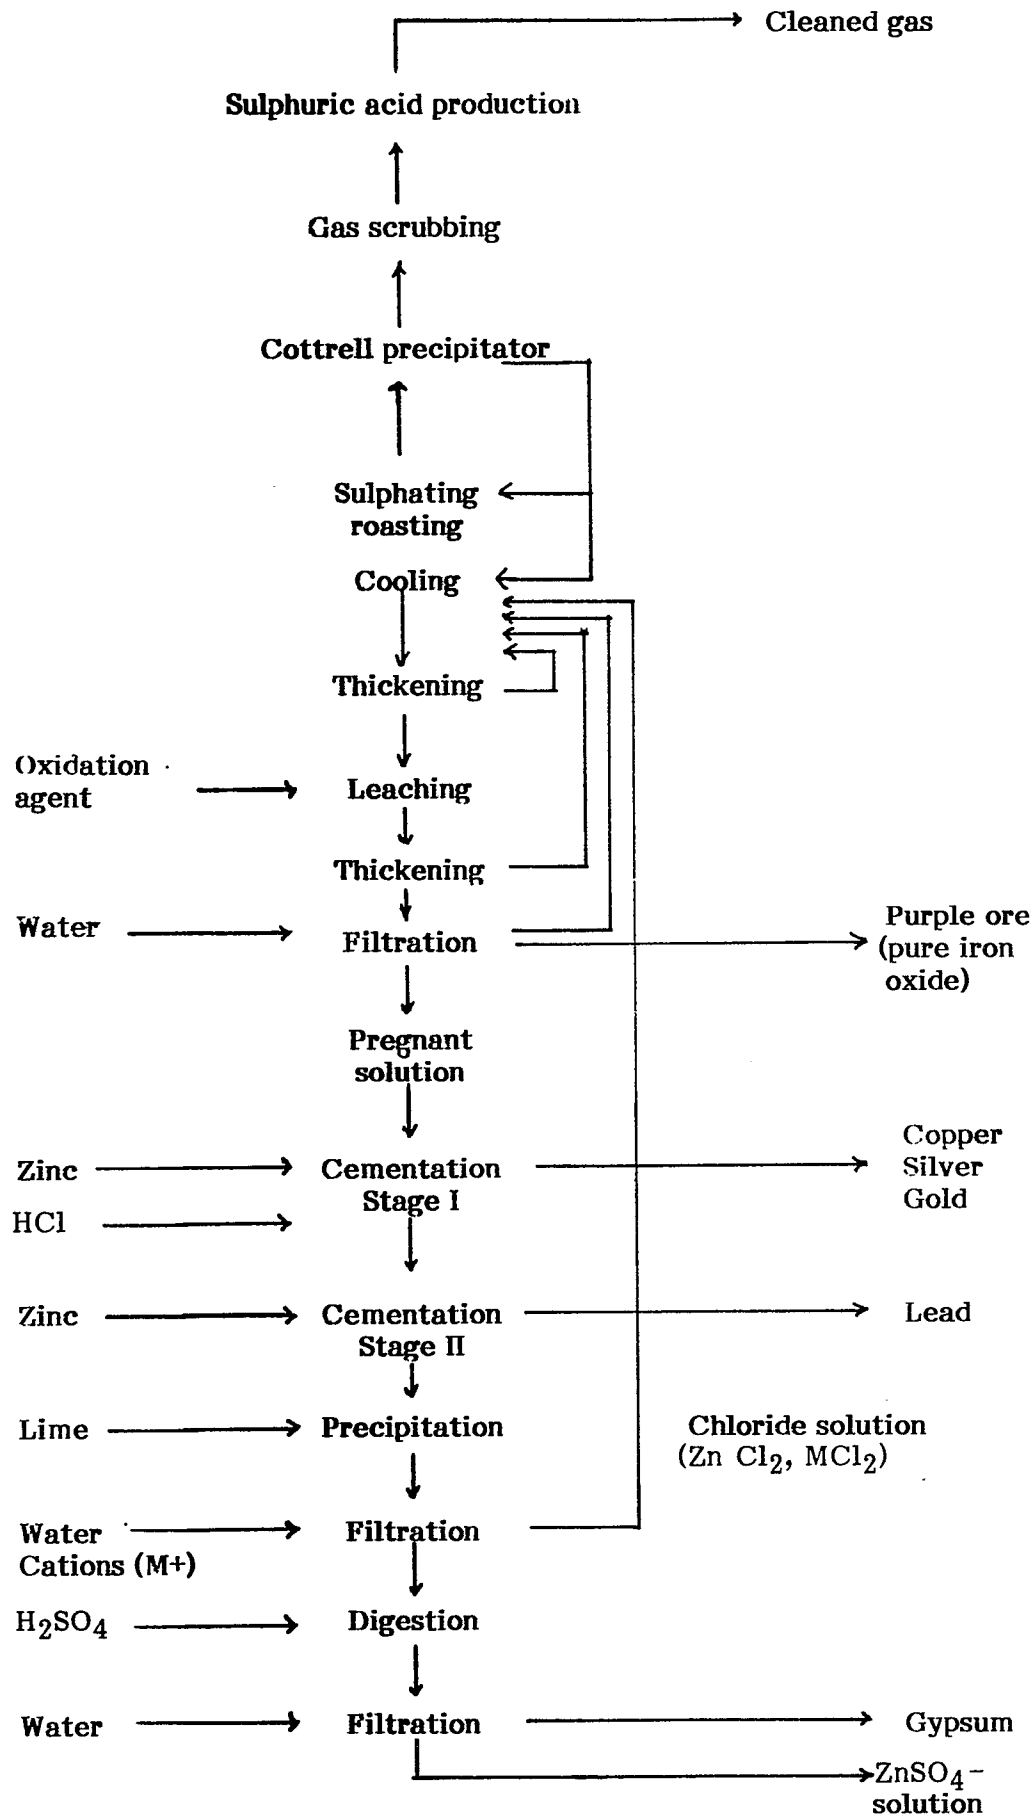 Cleaned gas
Sulphuric acid production
Gas scrubbing
Cottrell precipitator
Sulphating
roasting
Cooling
Thickening
Oxidation
agent
Leaching
Thickening
Water
Filtration
Purple ore
(pure iron
oxide)
Pregnant
solution
Zinc
HCl
Cementation
Stage I
Copper
Silver
Gold
Zinc
Cementation
Stage II
Lead
Lime
Precipitation
Chloride solution
(Zn Cl2, MCl2)
Water
Cations (M+)
Filtration
H2SO4
Digestion
Water
Filtration
Gypsum
ZnSO4-
solution